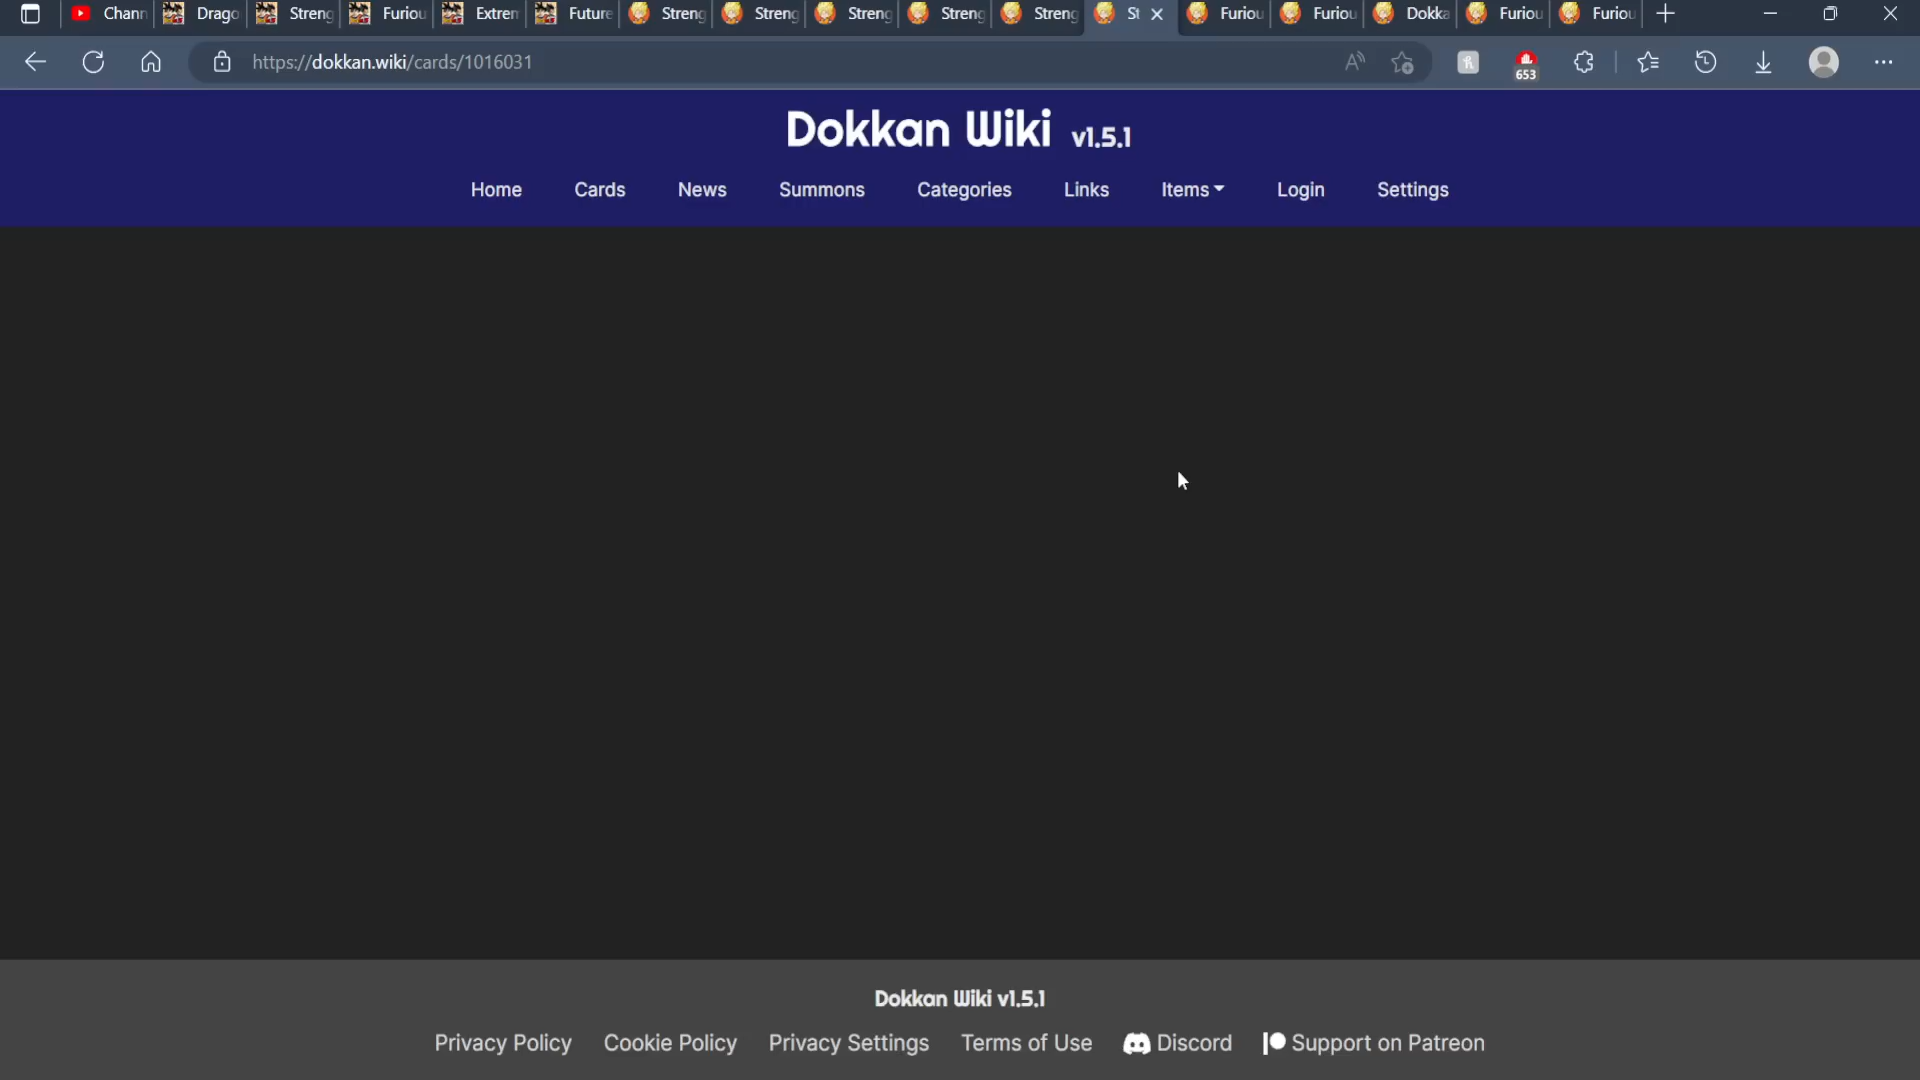 Chann
Drago
Streng
Furiou
Extrem
Future
Streng
Streng
Streng
Streng
Streng
St
Furiou
Furiou
Dokka
Furiou
Furiou
https://dokkan.wiki/cards/1016031
653
Dokkan Wiki v1.5.1
Home Cards News Summons Categories Links Items Login Settings
Dokkan Wiki v1.5.1
Privacy Policy Cookie Policy Privacy Settings Terms of Use Discord Support on Patreon